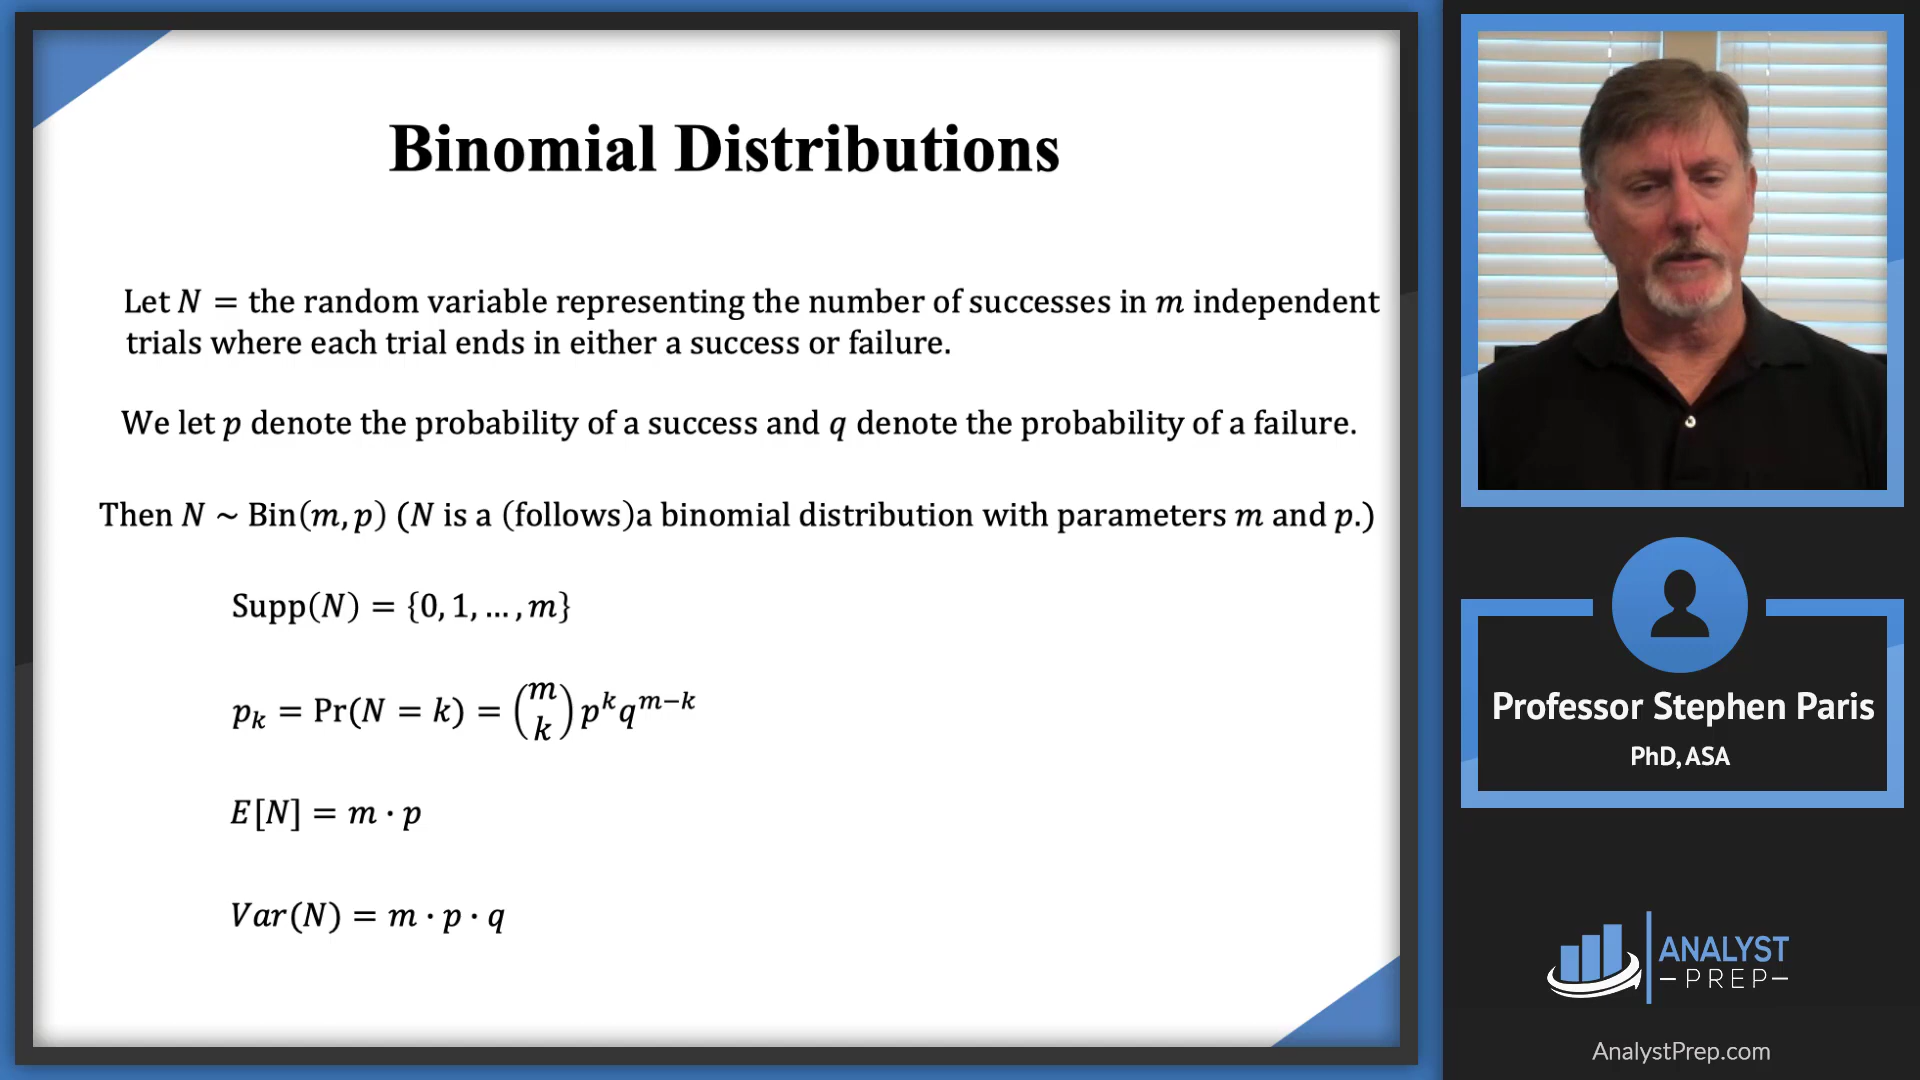 Binomial Distributions
Let N = the random variable representing the number of successes in m independent
trials where each trial ends in either a success or failure.
We let p denote the probability of a success and q denote the probability of a failure.
Then N ~ Bin(m, p) (N is a (follows)a binomial distribution with parameters m and p.)
Supp(N) = {0, 1, … , m}
p_k = Pr(N = k) = \binom{m}{k} p^k q^{m−k}
E[N] = m · p
Var(N) = m · p · q
Professor Stephen Paris
PhD, ASA
ANALYST
PREP
AnalystPrep.com